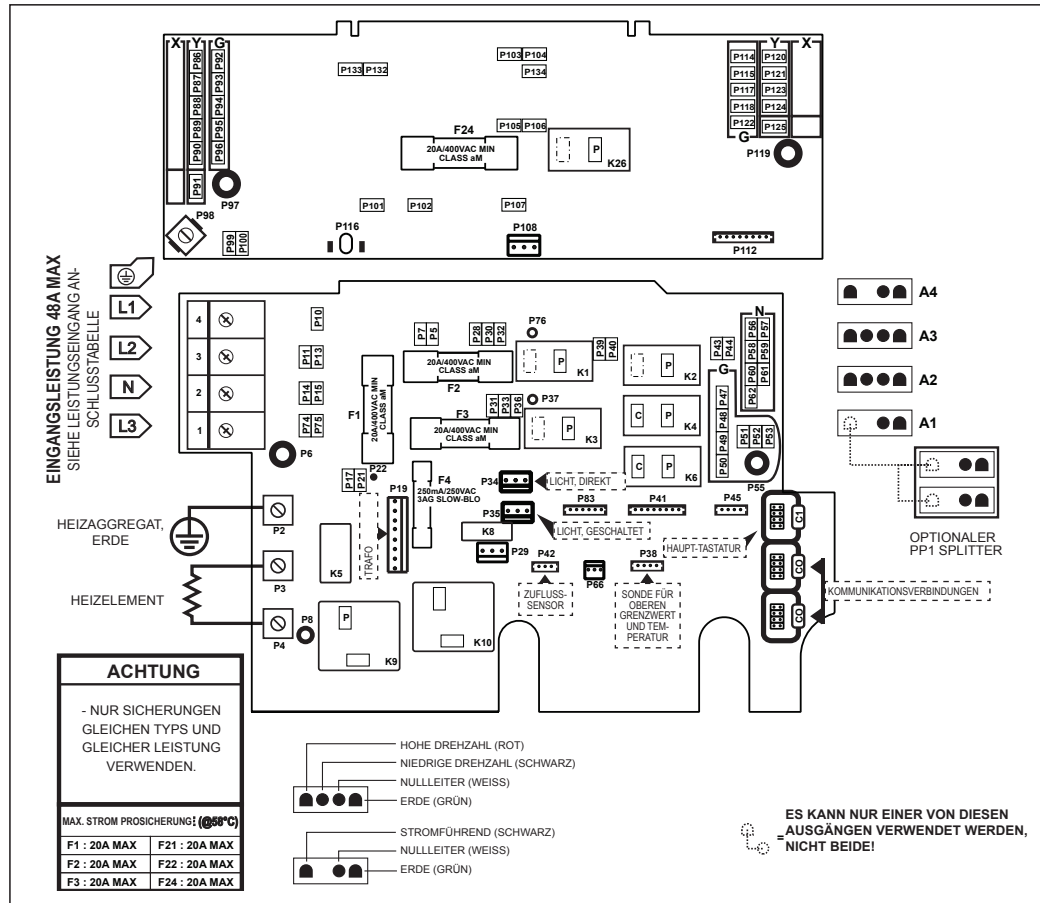 X Y G
P86
P87
P88
P89
P90
P91
P92
P93
P94
P95
P96
P97
P98
P99
P100
P133 P132
P103 P104
P134
P105 P106
F24
20A/400VAC MIN
CLASS aM
P
K26
P101
P102
P107
P116
P108
P112
Y X
P114 P120
P115 P121
P117 P123
P118 P124
P122 P125
G
P119
EINGANGSLEISTUNG 48A MAX
SIEHE LEISTUNGSEINGANG AN-
SCHLUSSTABELLE
L1
L2
N
L3
4
3
2
1
P6
P10
P11
P13
P14
P15
P74
P75
P17
P21
P22
F1
20A/400VAC MIN
CLASS aM
P7
P5
P28
P30
P32
20A/400VAC MIN
CLASS aM
F2
P31
P33
P36
F3
20A/400VAC MIN
CLASS aM
F4
250mA/250VAC
3AG SLOW-BLO
P76
P
K1
P37
P
K3
P39
P40
P
K2
C P
K4
C P
K6
P43
P44
G
P47
P48
P49
P50
P51
P52
P53
P55
N
P56
P57
P58
P59
P60
P61
P62
P19
TRAFO
P34
LICHT, DIREKT
P35
LICHT, GESCHALTET
K8
P29
P83
P41
P45
HAUPT-TASTATUR
P42
ZUFLUSS-
SENSOR
P66
P38
SONDE FÜR
OBEREN
GRENZWERT
UND TEM-
PERATUR
C1
CO
CO
KOMMUNIKATIONSVERBINDUNGEN
K5
P
K9
K10
P8
P2
P3
P4
HEIZAGGREGAT,
ERDE
HEIZELEMENT
A4
A3
A2
A1
OPTIONALER
PP1 SPLITTER
ACHTUNG
- NUR SICHERUNGEN
GLEICHEN TYPS UND
GLEICHER LEISTUNG
VERWENDEN.
MAX. STROM PROSICHERUNG: (@58°C)
F1 : 20A MAX F21 : 20A MAX
F2 : 20A MAX F22 : 20A MAX
F3 : 20A MAX F24 : 20A MAX
HOHE DREHZAHL (ROT)
NIEDRIGE DREHZAHL (SCHWARZ)
NULLLEITER (WEISS)
ERDE (GRÜN)
STROMFÜHREND (SCHWARZ)
NULLLEITER (WEISS)
ERDE (GRÜN)
= ES KANN NUR EINER VON DIESEN
AUSGÄNGEN VERWENDET WERDEN,
NICHT BEIDE!